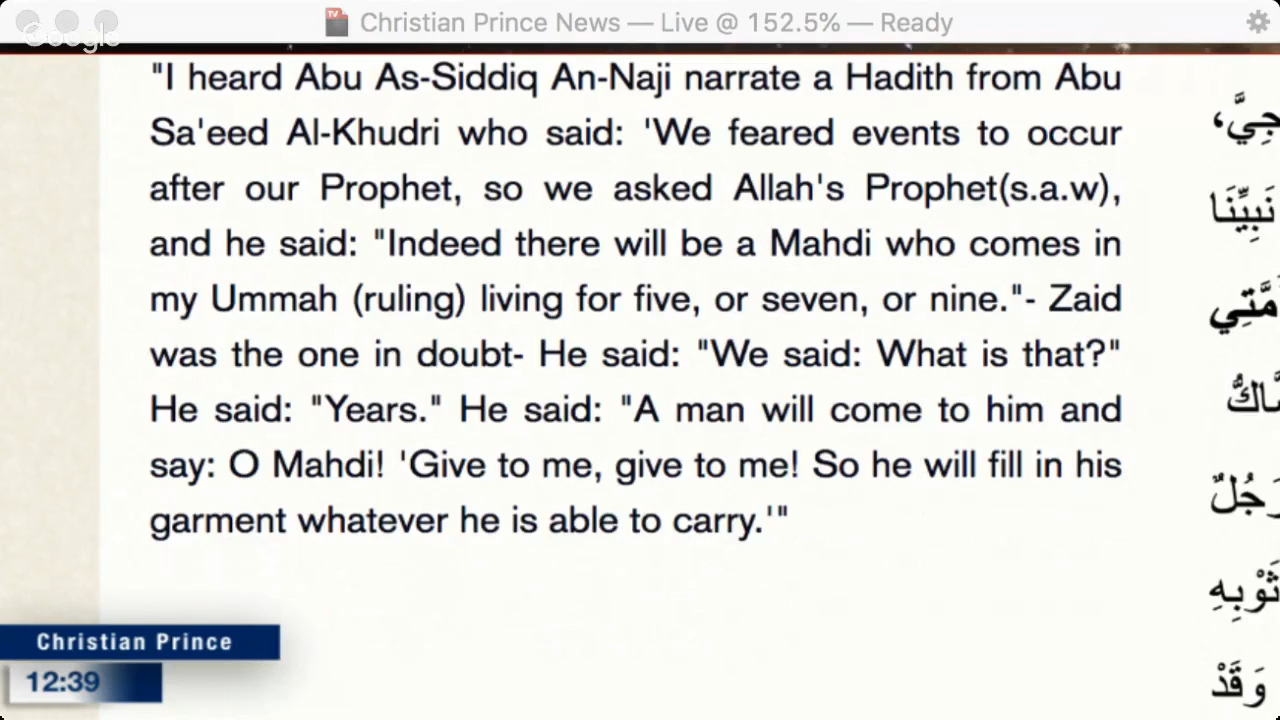 Christian Prince News — Live @ 152.5% — Ready
Google
"I heard Abu As-Siddiq An-Naji narrate a Hadith from Abu
Sa'eed Al-Khudri who said: 'We feared events to occur
after our Prophet, so we asked Allah's Prophet(s.a.w),
and he said: "Indeed there will be a Mahdi who comes in
my Ummah (ruling) living for five, or seven, or nine."- Zaid
was the one in doubt- He said: "We said: What is that?"
He said: "Years." He said: "A man will come to him and
say: O Mahdi! 'Give to me, give to me! So he will fill in his
garment whatever he is able to carry.'"
نَبِيِّنَا
ثَوْبِهِ
وَقَدْ
Christian Prince
12:39